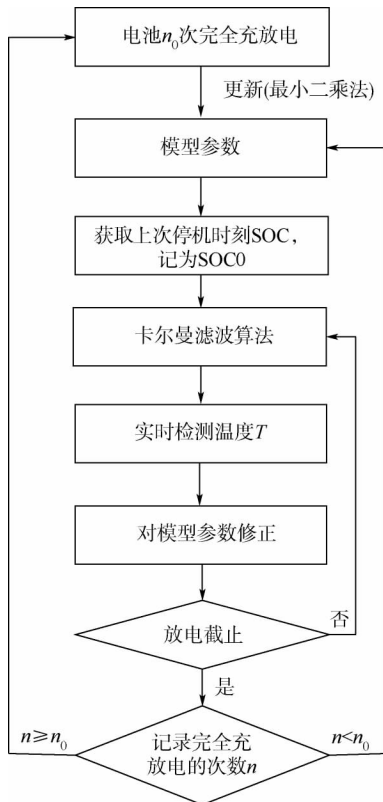 电池n₀次完全充放电
更新(最小二乘法)
模型参数
获取上次停机时刻SOC，
记为SOC0
卡尔曼滤波算法
实时检测温度T
对模型参数修正
放电截止
否
是
n≥n₀
记录完全充
放电的次数n
n<n₀